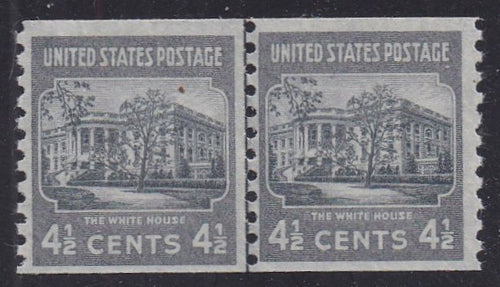 UNITED STATES POSTAGE
THE WHITE HOUSE
4½ CENTS 4½
UNITED STATES POSTAGE
THE WHITE HOUSE
4½ CENTS 4½